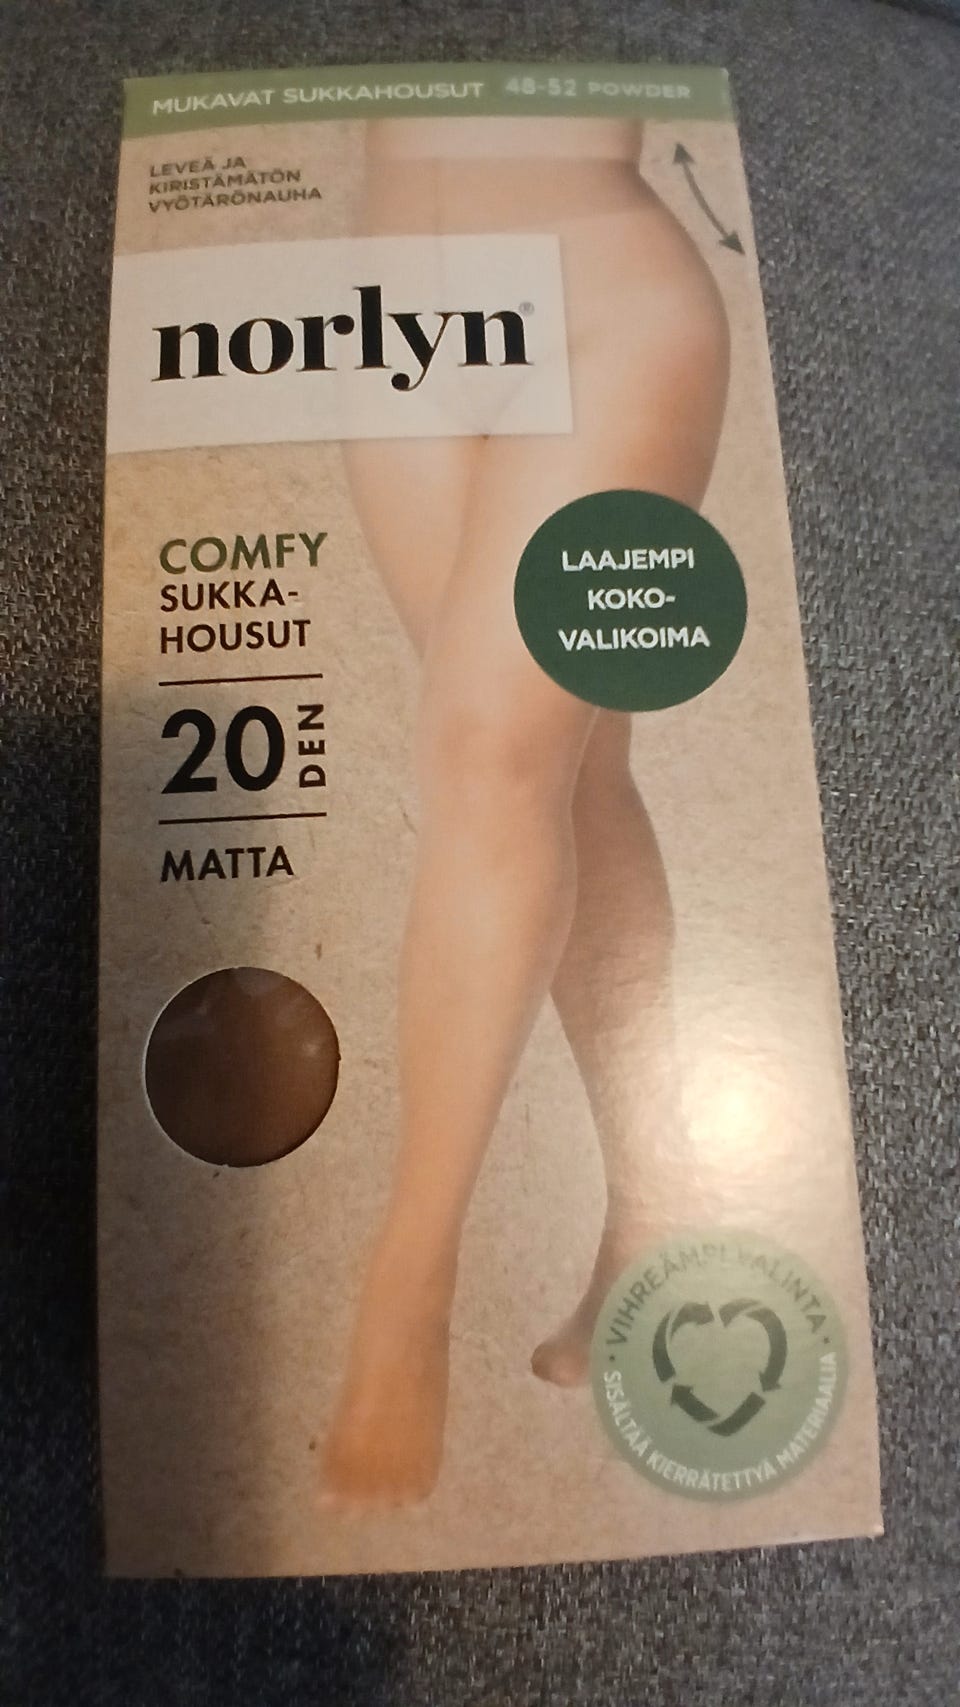 MUKAVAT SUKKAHOUSUT 48-52 POWDER
LEVEÄ JA
KIRISTÄMÄTÖN
VYÖTÄRÖNAUHA
norlyn®
COMFY
SUKKA-
HOUSUT
20 DEN
MATTA
LAAJEMPI
KOKO-
VALIKOIMA
• VIHREÄMPI VALINTA •
SISÄLTÄÄ KIERRÄTETTYÄ MATERIAALIA